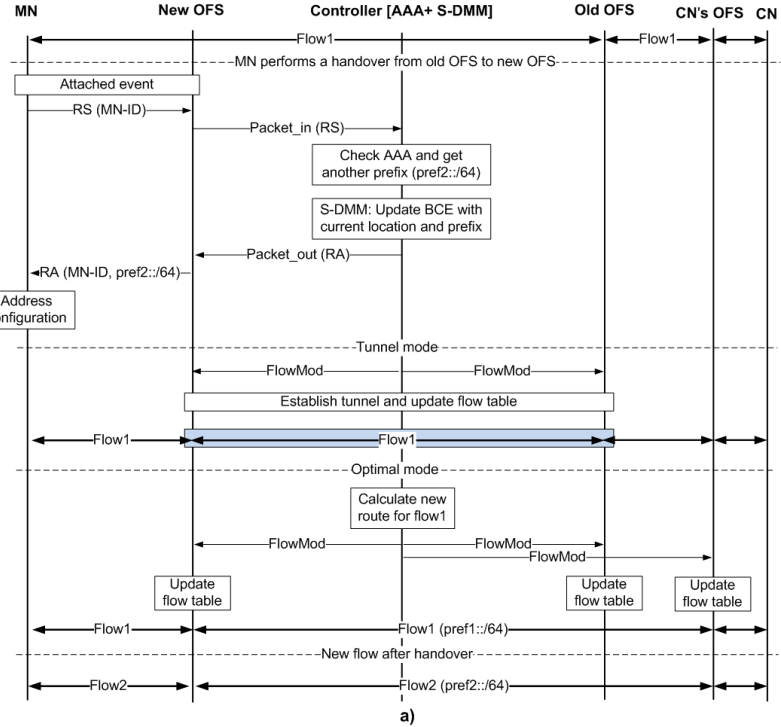 MN New OFS Controller [AAA+ S-DMM] Old OFS CN's OFS CN
Flow1 Flow1
MN performs a handover from old OFS to new OFS
Attached event
RS (MN-ID)
Packet_in (RS)
Check AAA and get
another prefix (pref2::/64)
S-DMM: Update BCE with
current location and prefix
Packet_out (RA)
RA (MN-ID, pref2::/64)
Address
onfiguration
Tunnel mode
FlowMod FlowMod
Establish tunnel and update flow table
Flow1 Flow1
Optimal mode
Calculate new
route for flow1
FlowMod FlowMod
FlowMod
Update Update Update
flow table flow table flow table
Flow1 Flow1 (pref1::/64)
New flow after handover
Flow2 Flow2 (pref2::/64)
a)